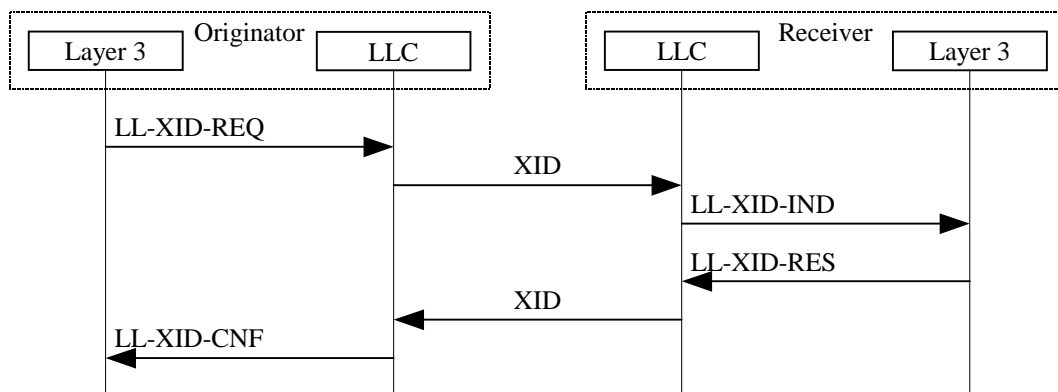 Originator
Receiver
Layer 3
LLC
LLC
Layer 3
LL-XID-REQ
XID
LL-XID-IND
LL-XID-RES
XID
LL-XID-CNF